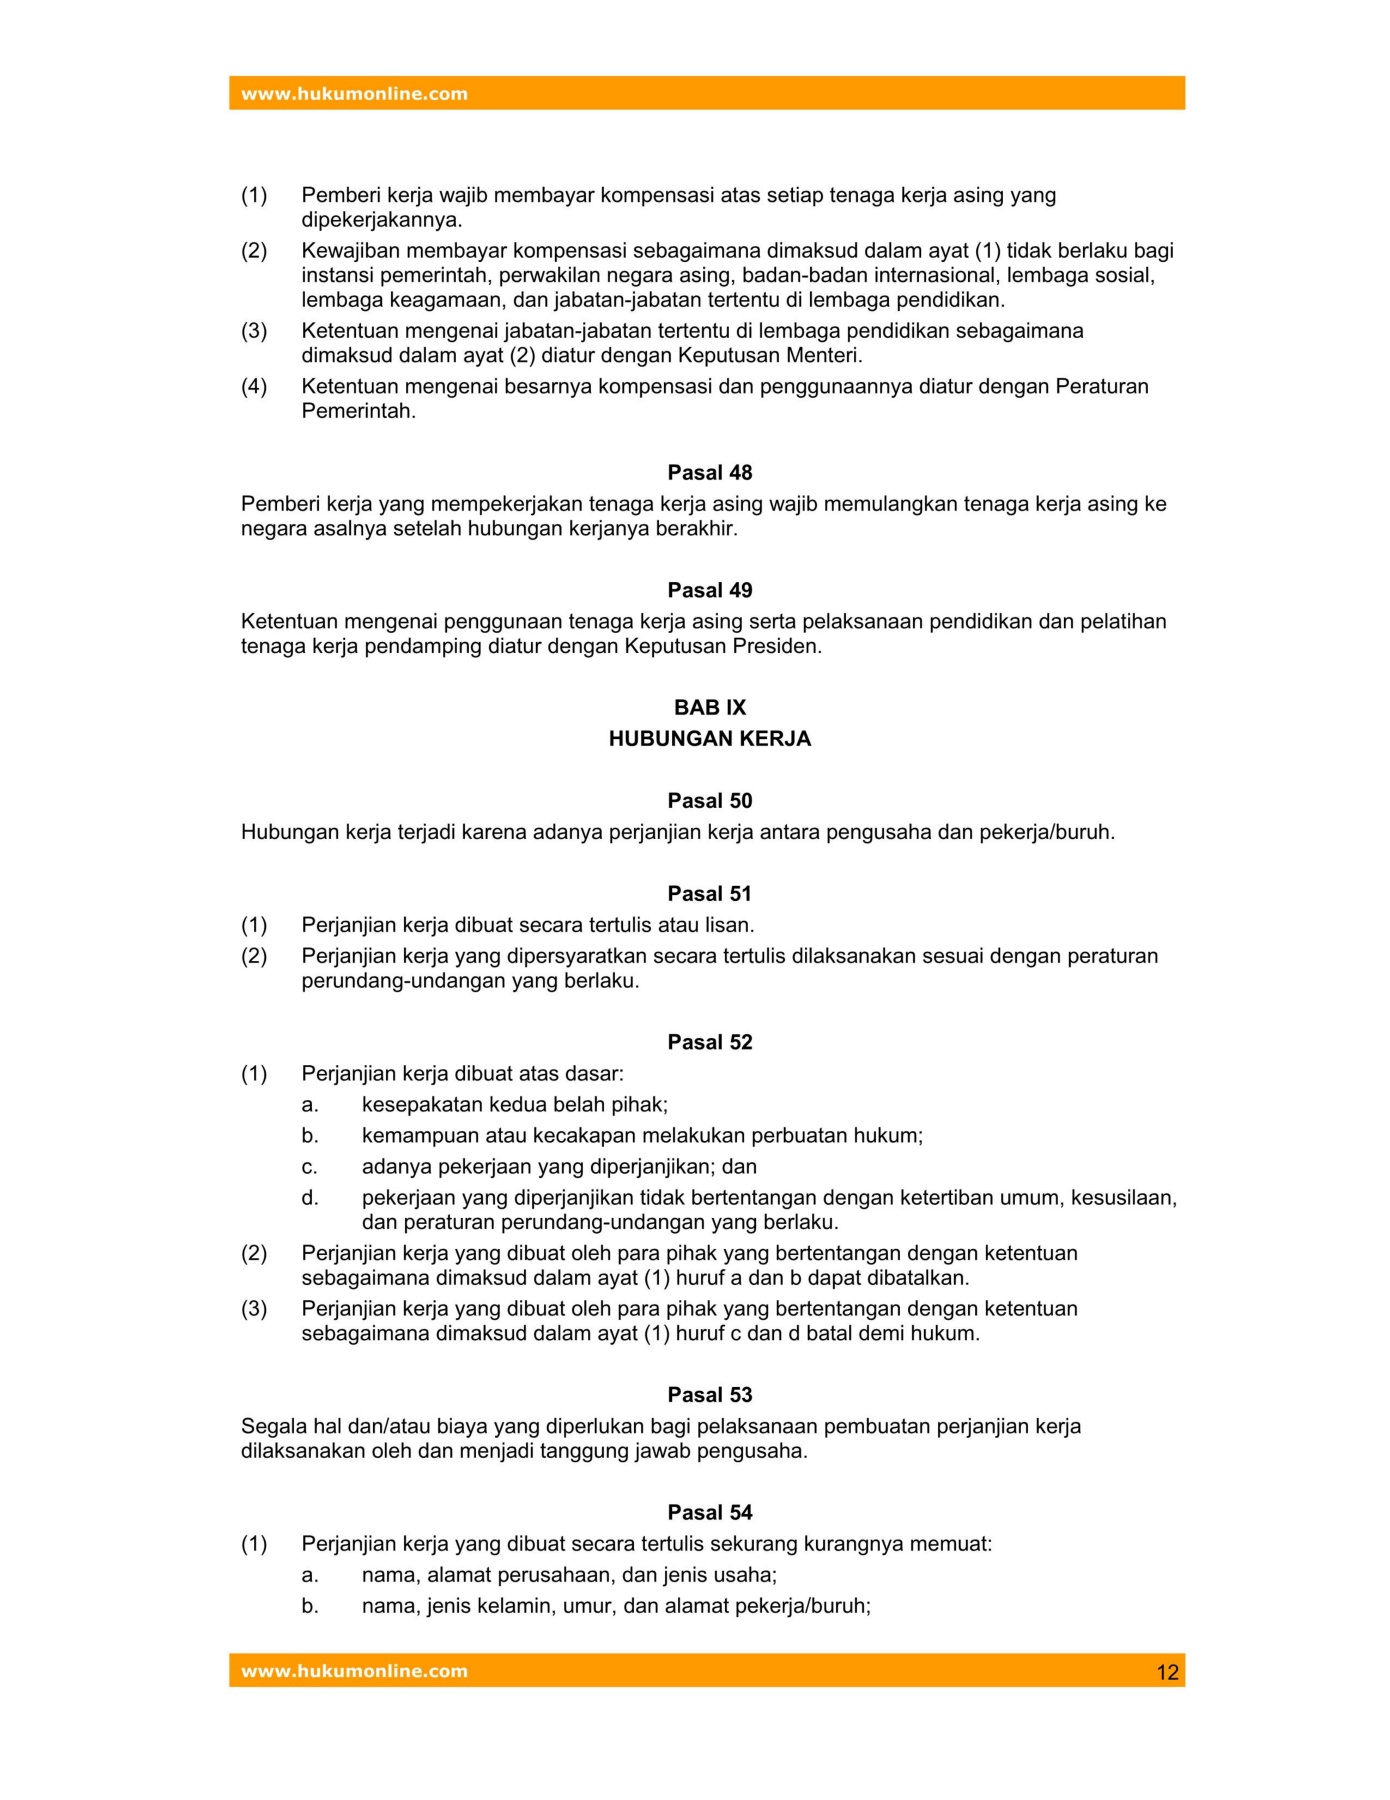 www.hukumonline.com
(1) Pemberi kerja wajib membayar kompensasi atas setiap tenaga kerja asing yang
dipekerjakannya.
(2) Kewajiban membayar kompensasi sebagaimana dimaksud dalam ayat (1) tidak berlaku bagi
instansi pemerintah, perwakilan negara asing, badan-badan internasional, lembaga sosial,
lembaga keagamaan, dan jabatan-jabatan tertentu di lembaga pendidikan.
(3) Ketentuan mengenai jabatan-jabatan tertentu di lembaga pendidikan sebagaimana
dimaksud dalam ayat (2) diatur dengan Keputusan Menteri.
(4) Ketentuan mengenai besarnya kompensasi dan penggunaannya diatur dengan Peraturan
Pemerintah.
Pasal 48
Pemberi kerja yang mempekerjakan tenaga kerja asing wajib memulangkan tenaga kerja asing ke
negara asalnya setelah hubungan kerjanya berakhir.
Pasal 49
Ketentuan mengenai penggunaan tenaga kerja asing serta pelaksanaan pendidikan dan pelatihan
tenaga kerja pendamping diatur dengan Keputusan Presiden.
BAB IX
HUBUNGAN KERJA
Pasal 50
Hubungan kerja terjadi karena adanya perjanjian kerja antara pengusaha dan pekerja/buruh.
Pasal 51
(1) Perjanjian kerja dibuat secara tertulis atau lisan.
(2) Perjanjian kerja yang dipersyaratkan secara tertulis dilaksanakan sesuai dengan peraturan
perundang-undangan yang berlaku.
Pasal 52
(1) Perjanjian kerja dibuat atas dasar:
a. kesepakatan kedua belah pihak;
b. kemampuan atau kecakapan melakukan perbuatan hukum;
c. adanya pekerjaan yang diperjanjikan; dan
d. pekerjaan yang diperjanjikan tidak bertentangan dengan ketertiban umum, kesusilaan,
dan peraturan perundang-undangan yang berlaku.
(2) Perjanjian kerja yang dibuat oleh para pihak yang bertentangan dengan ketentuan
sebagaimana dimaksud dalam ayat (1) huruf a dan b dapat dibatalkan.
(3) Perjanjian kerja yang dibuat oleh para pihak yang bertentangan dengan ketentuan
sebagaimana dimaksud dalam ayat (1) huruf c dan d batal demi hukum.
Pasal 53
Segala hal dan/atau biaya yang diperlukan bagi pelaksanaan pembuatan perjanjian kerja
dilaksanakan oleh dan menjadi tanggung jawab pengusaha.
Pasal 54
(1) Perjanjian kerja yang dibuat secara tertulis sekurang kurangnya memuat:
a. nama, alamat perusahaan, dan jenis usaha;
b. nama, jenis kelamin, umur, dan alamat pekerja/buruh;
www.hukumonline.com 12